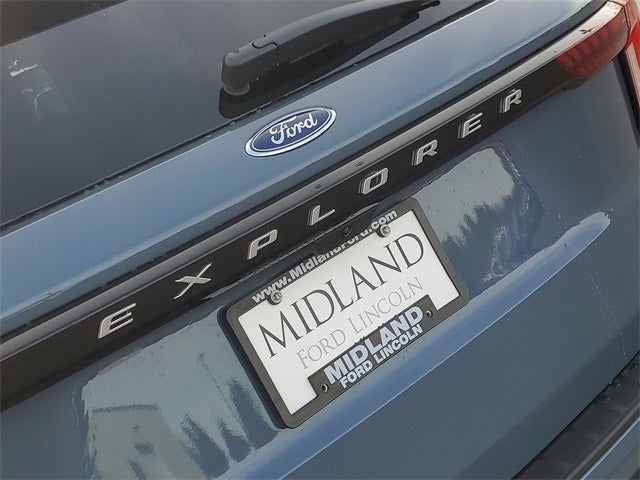 Ford
EXPLORER
www.MidlandFord.com
MIDLAND
FORD LINCOLN
MIDLAND
FORD LINCOLN